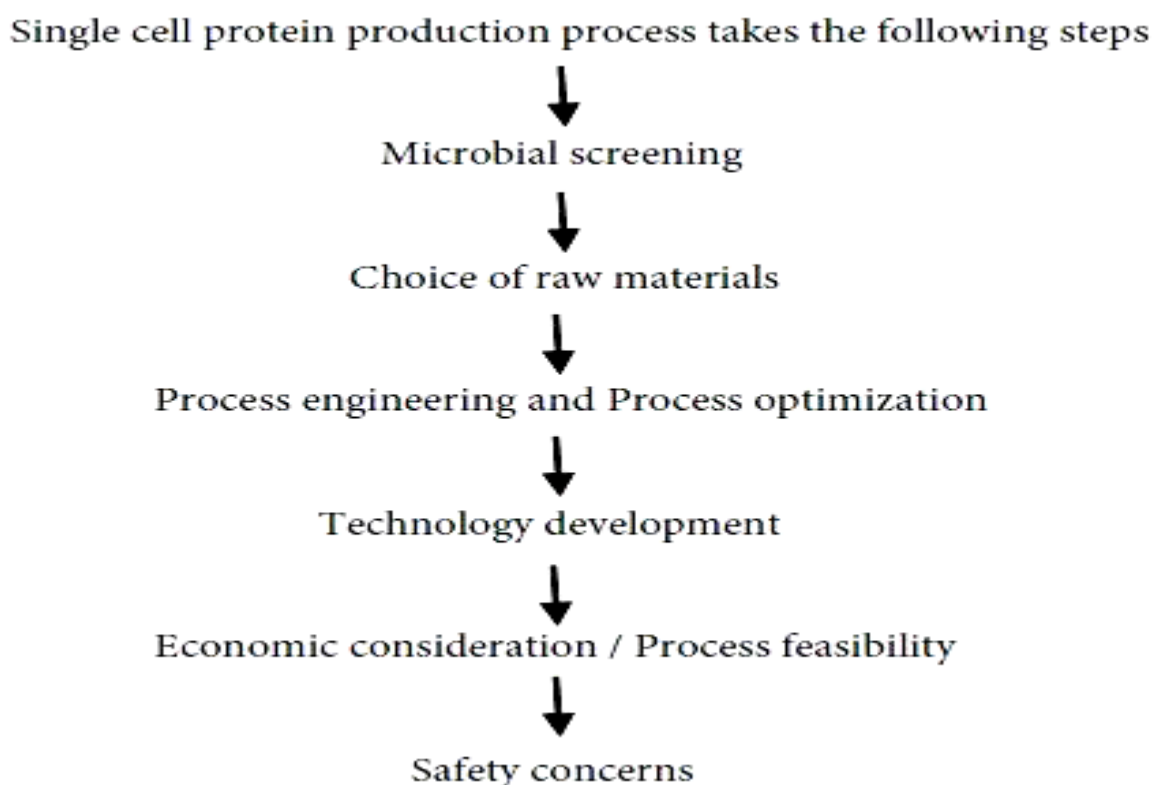 Single cell protein production process takes the following steps
Microbial screening
Choice of raw materials
Process engineering and Process optimization
Technology development
Economic consideration / Process feasibility
Safety concerns